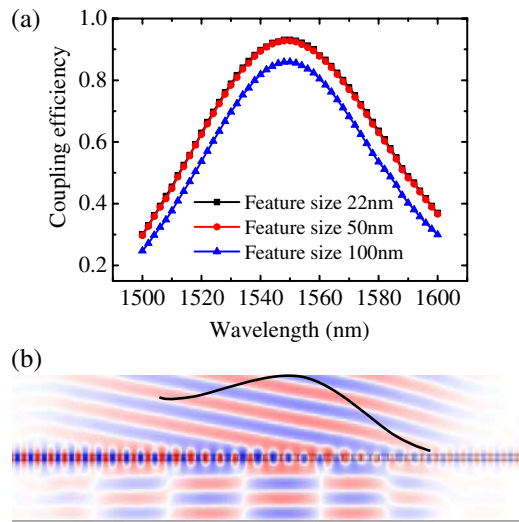 (a)
Coupling efficiency
1.0
0.8
0.6
0.4
0.2
Feature size 22nm
Feature size 50nm
Feature size 100nm
1500 1520 1540 1560 1580 1600
Wavelength (nm)
(b)